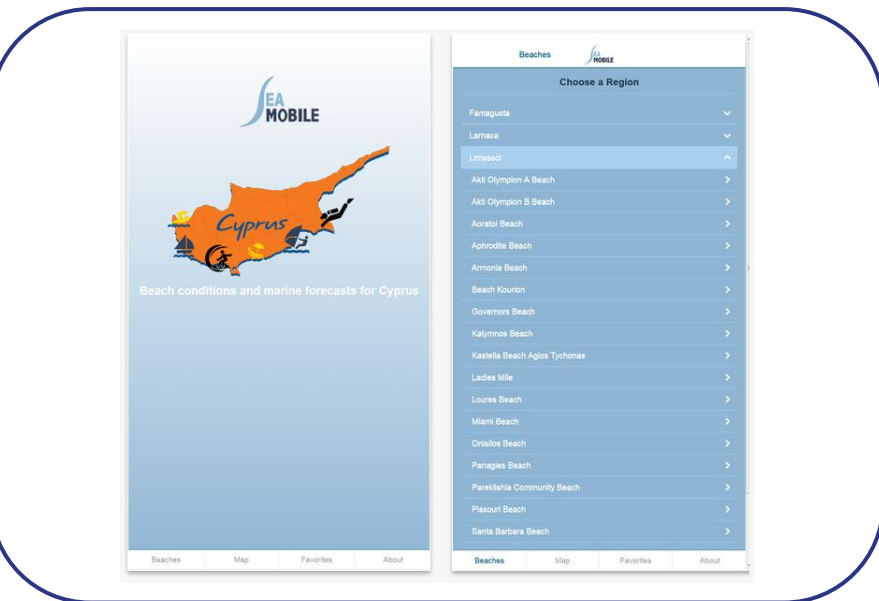 SEA
MOBILE
Cyprus
Beach conditions and marine forecasts for Cyprus
Beaches Map Favorites About
Beaches
SEA
MOBILE
Choose a Region
Famagusta
Larnaca
Limassol
Akti Olympion A Beach
Akti Olympion B Beach
Aoratoi Beach
Aphrodite Beach
Armonia Beach
Beach Kourion
Governors Beach
Kalymnos Beach
Kastella Beach Agios Tychonas
Ladies Mile
Loures Beach
Miami Beach
Onisilos Beach
Panagies Beach
Pareklishia Community Beach
Pissouri Beach
Santa Barbara Beach
Beaches Map Favorites About